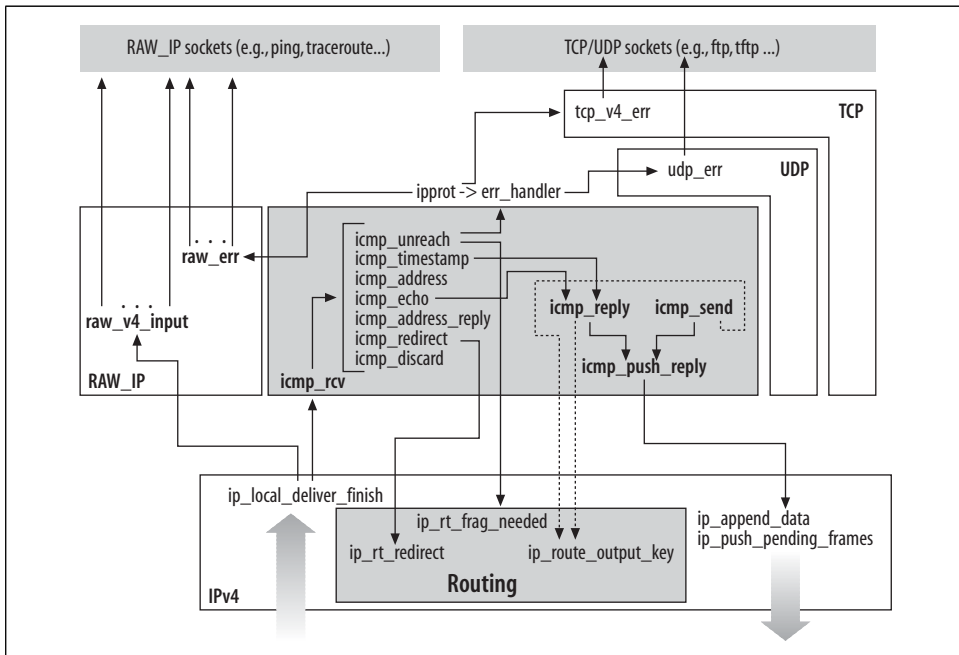 RAW_IP sockets (e.g., ping, traceroute...)
TCP/UDP sockets (e.g., ftp, tftp ...)
tcp_v4_err
TCP
udp_err
UDP
ipprot -> err_handler
. . .
raw_err
. . .
raw_v4_input
RAW_IP
icmp_unreach
icmp_timestamp
icmp_address
icmp_echo
icmp_address_reply
icmp_redirect
icmp_discard
icmp_rcv
icmp_reply
icmp_send
icmp_push_reply
ip_local_deliver_finish
ip_rt_frag_needed
ip_rt_redirect
ip_route_output_key
Routing
ip_append_data
ip_push_pending_frames
IPv4